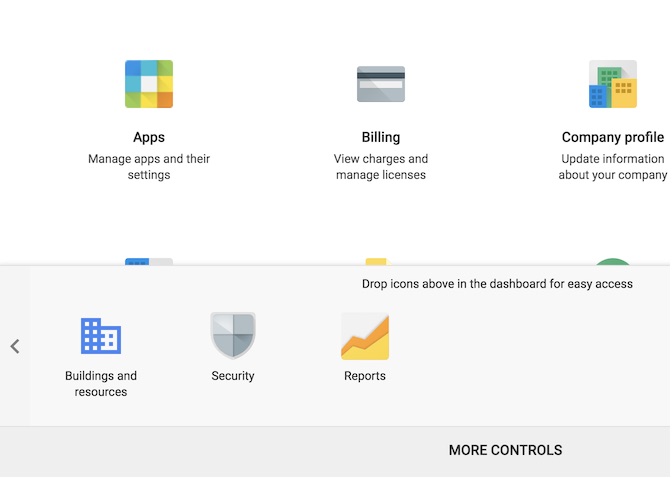 Apps
Manage apps and their
settings
Billing
View charges and
manage licenses
Company profile
Update information
about your company
Drop icons above in the dashboard for easy access
Buildings and
resources
Security
Reports
MORE CONTROLS